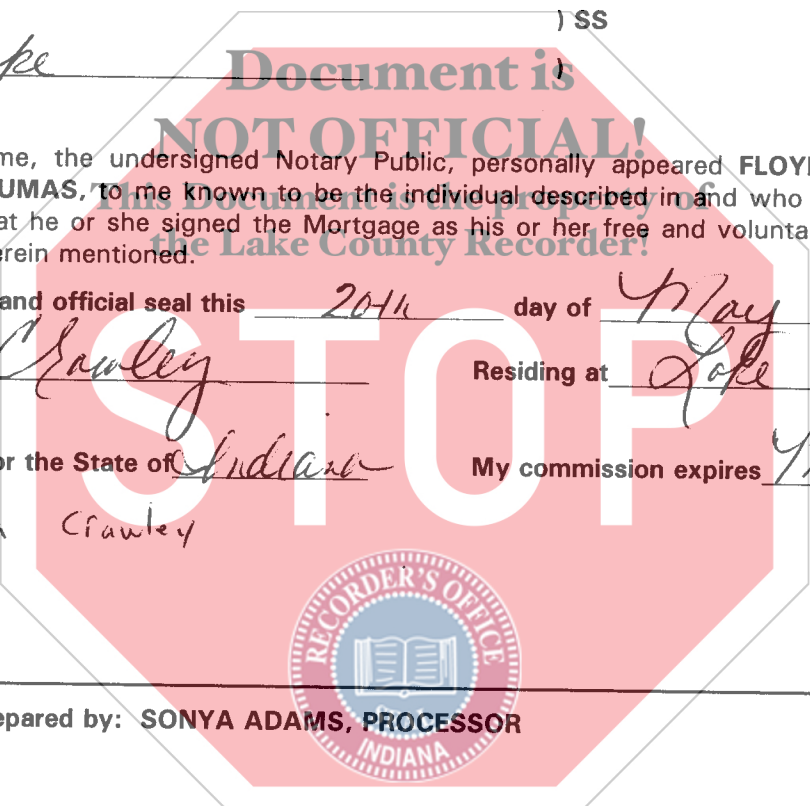 ) SS
ke
)
Document is
NOT OFFICIAL!
me, the undersigned Notary Public, personally appeared FLOY
UMAS, to me known to be the individual described in and who
This Document is the property of
at he or she signed the Mortgage as his or her free and volunta
the Lake County Recorder!
erein mentioned.
and official seal this 20th day of May
Crawley Residing at Lake
STOP
or the State of Indiana My commission expires
Crawley
RECORDER'S OFFICE
INDIANA
epared by: SONYA ADAMS, PROCESSOR